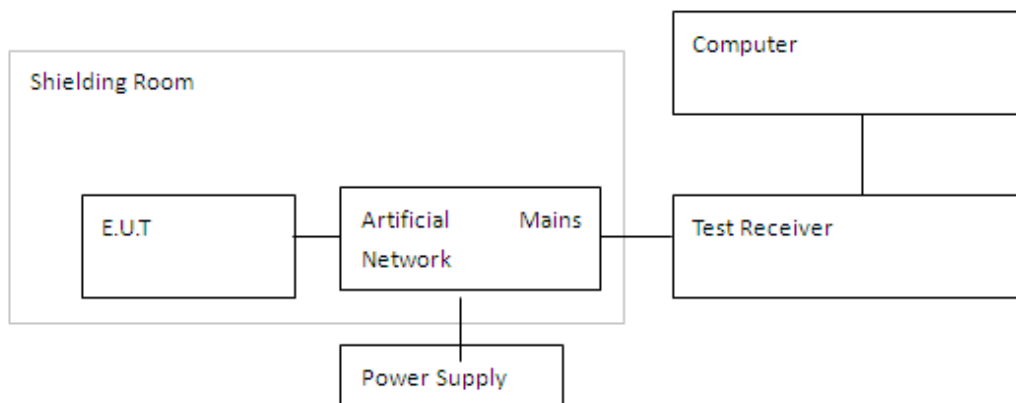 Computer
Shielding Room
E.U.T
Artificial Mains
Network
Test Receiver
Power Supply